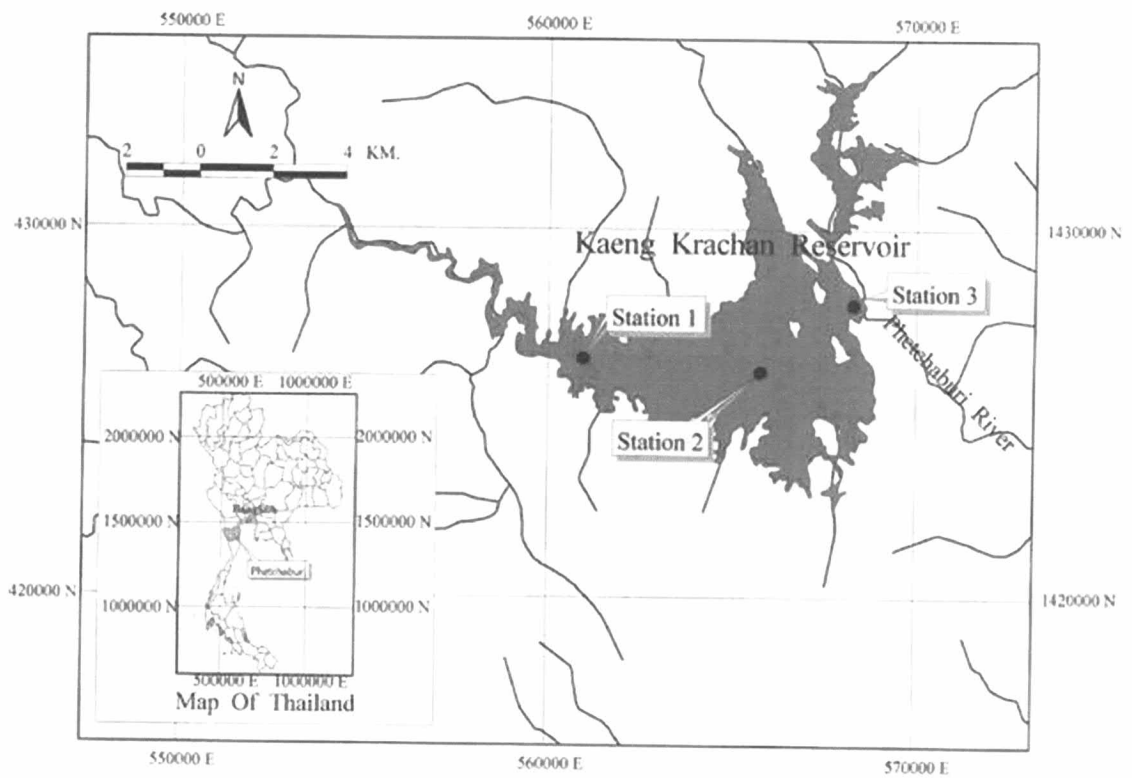 550000 E
560000 E
570000 E
N
2 0 2 4 KM.
430000 N
1430000 N
Kaeng Krachan Reservoir
Station 3
Station 1
Phetchaburi River
Station 2
500000 E 1000000 E
2000000 N
2000000 N
1500000 N
1500000 N
Phetchaburi
420000 N
1000000 N
1000000 N
1420000 N
500000 E 1000000 E
Map Of Thailand
550000 E
560000 E
570000 E